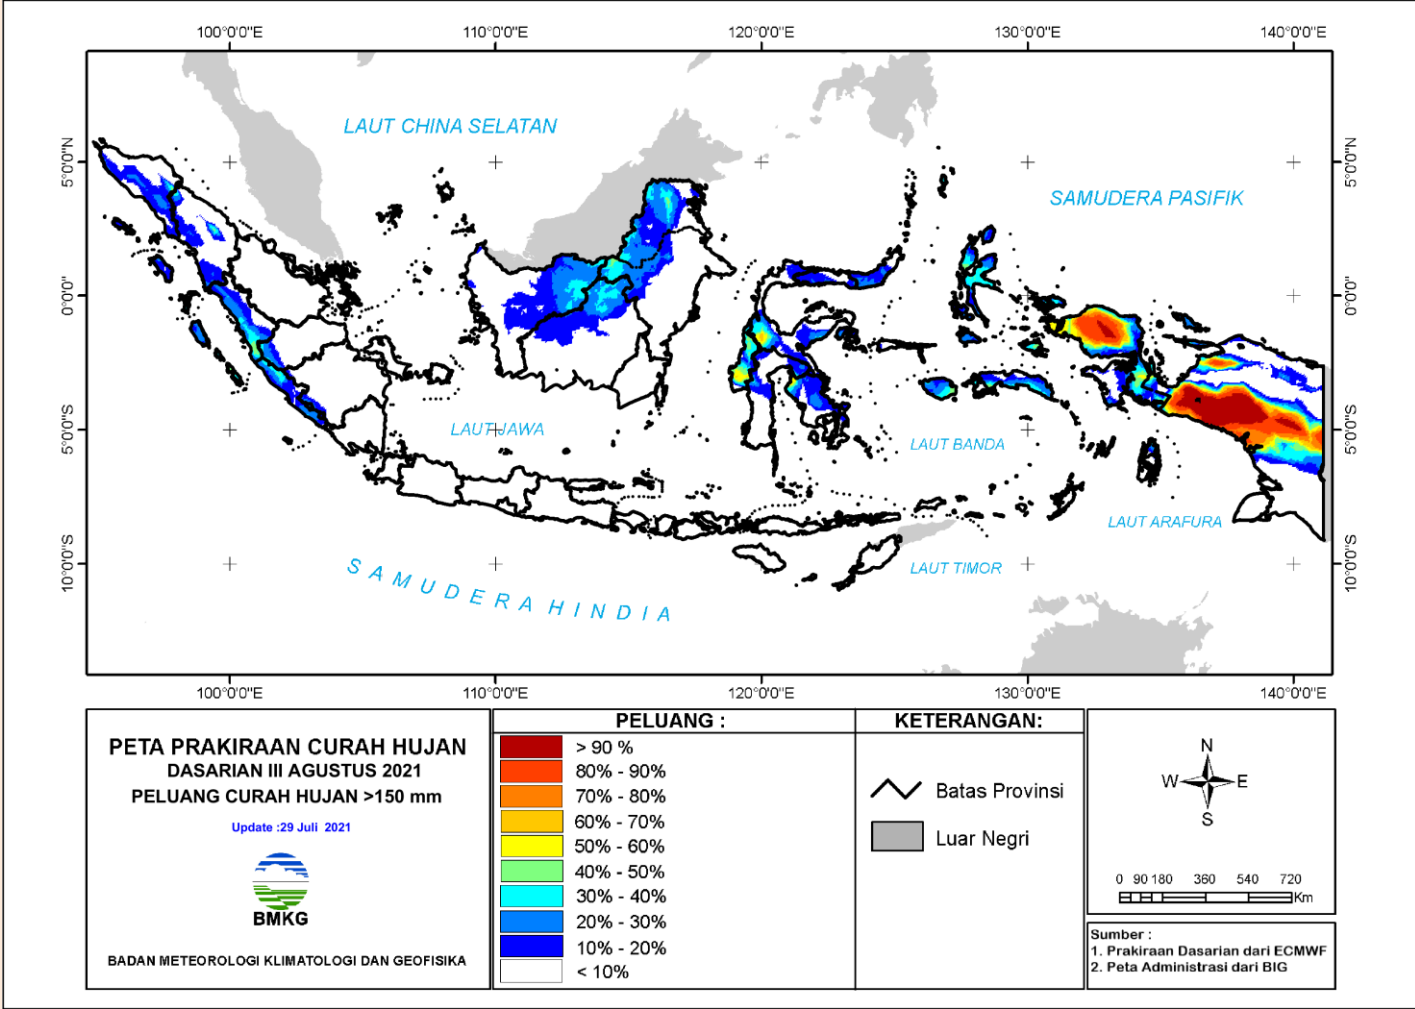 100°0'0"E 110°0'0"E 120°0'0"E 130°0'0"E 140°0'0"E
LAUT CHINA SELATAN
5°0'0"N 5°0'0"N
SAMUDERA PASIFIK
0°0'0" 0°0'0"
5°0'0"S 5°0'0"S
LAUT JAWA
LAUT BANDA
LAUT ARAFURA
10°0'0"S 10°0'0"S
LAUT TIMOR
SAMUDERA HINDIA
100°0'0"E 110°0'0"E 120°0'0"E 130°0'0"E 140°0'0"E
PETA PRAKIRAAN CURAH HUJAN
DASARIAN III AGUSTUS 2021
PELUANG CURAH HUJAN >150 mm
Update :29 Juli 2021
BMKG
BADAN METEOROLOGI KLIMATOLOGI DAN GEOFISIKA
PELUANG :
> 90 %
80% - 90%
70% - 80%
60% - 70%
50% - 60%
40% - 50%
30% - 40%
20% - 30%
10% - 20%
< 10%
KETERANGAN:
Batas Provinsi
Luar Negri
N
W E
S
0 90 180 360 540 720
Km
Sumber :
1. Prakiraan Dasarian dari ECMWF
2. Peta Administrasi dari BIG